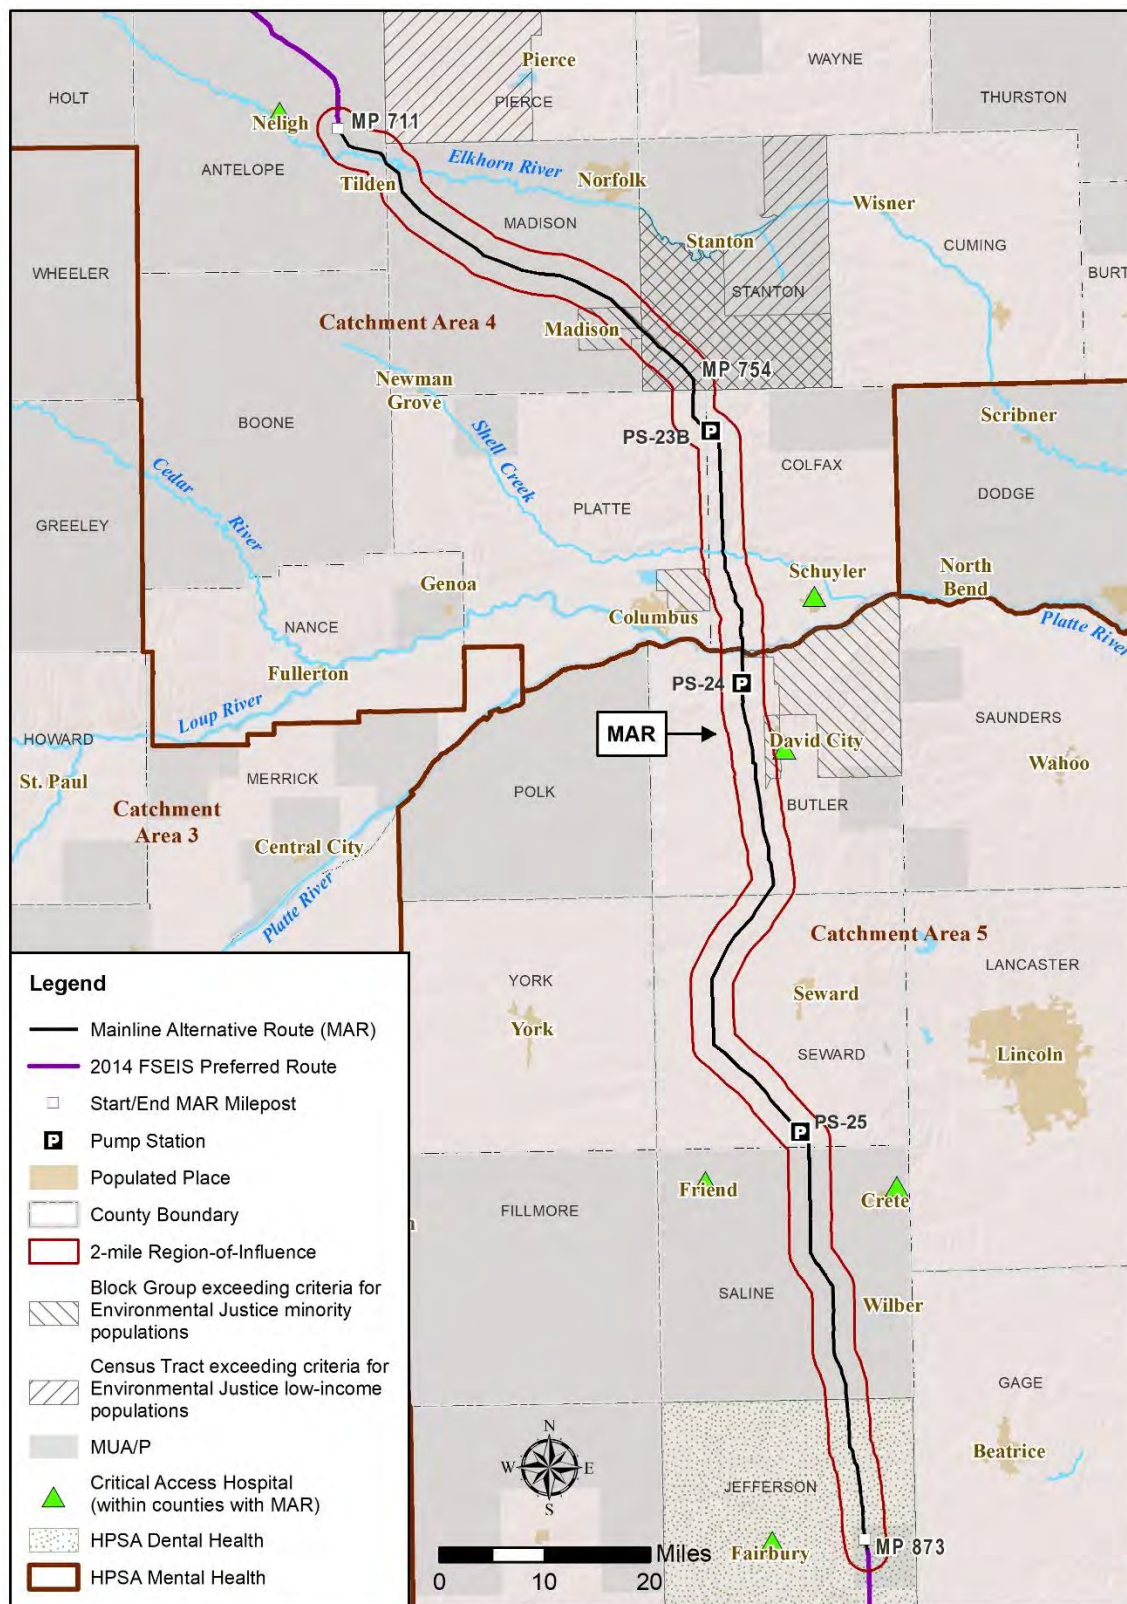 WAYNE
Pierce
PIERCE
HOLT
THURSTON
Neligh
MP 711
ANTELOPE
Elkhorn River
Tilden
Norfolk
MADISON
Wisner
Stanton
CUMING
WHEELER
BURT
STANTON
Catchment Area 4
Madison
MP 754
Newman
Grove
Scribner
BOONE
PS-23B
P
Shell Creek
COLFAX
Cedar
River
DODGE
PLATTE
GREELEY
Schuyler
North
Bend
Genoa
Columbus
NANCE
Platte River
Fullerton
PS-24
P
Loup River
SAUNDERS
MAR
David City
HOWARD
Wahoo
St. Paul
MERRICK
POLK
BUTLER
Catchment
Area 3
Central City
Platte River
Catchment Area 5
LANCASTER
YORK
Seward
York
Lincoln
SEWARD
PS-25
P
Friend
Crete
FILLMORE
SALINE
Wilber
GAGE
Beatrice
JEFFERSON
Fairbury
MP 873
Legend
Mainline Alternative Route (MAR)
2014 FSEIS Preferred Route
Start/End MAR Milepost
P Pump Station
Populated Place
County Boundary
2-mile Region-of-Influence
Block Group exceeding criteria for
Environmental Justice minority
populations
Census Tract exceeding criteria for
Environmental Justice low-income
populations
MUA/P
Critical Access Hospital
(within counties with MAR)
HPSA Dental Health
HPSA Mental Health
N
W E
S
Miles
0 10 20